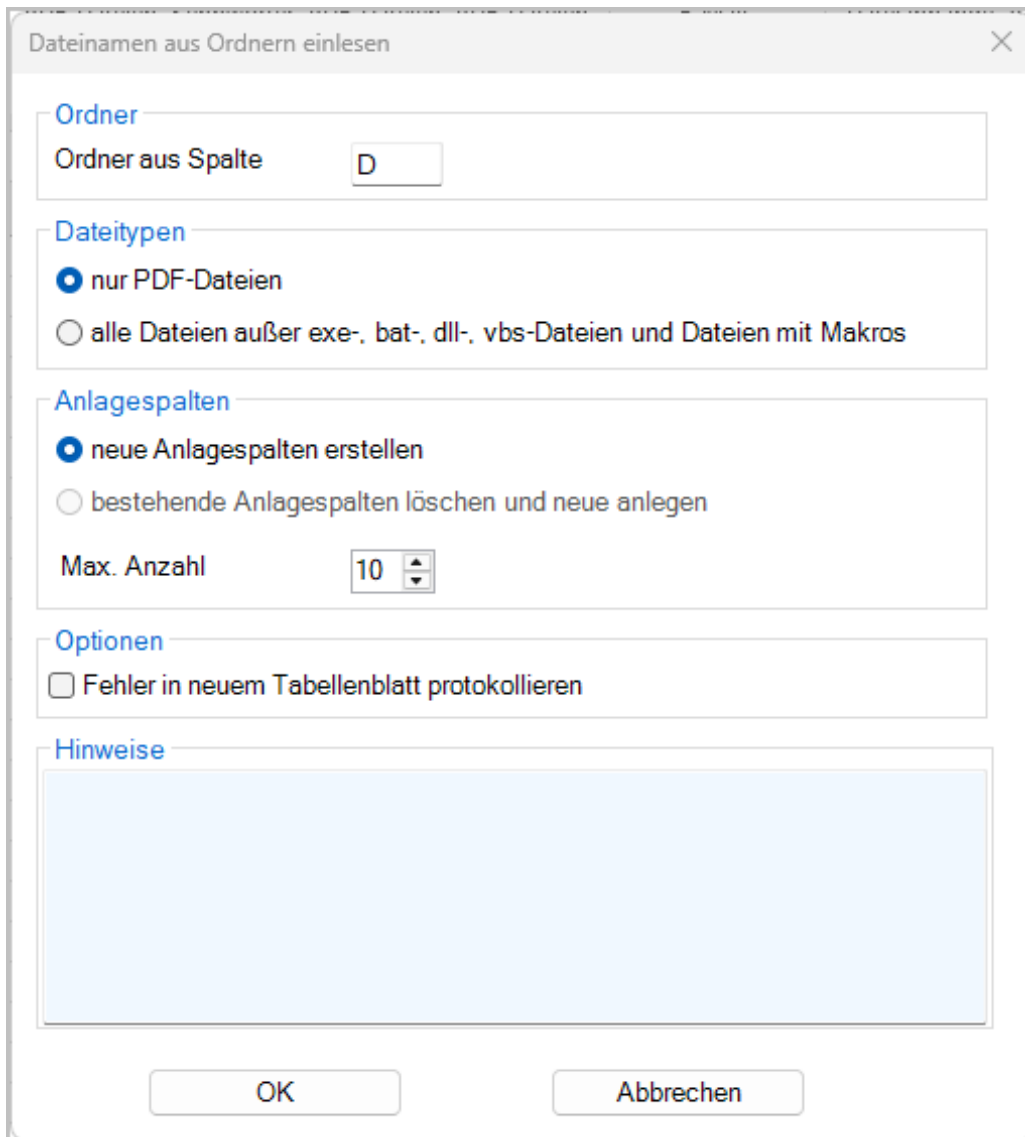 Dateinamen aus Ordnern einlesen
Ordner
Ordner aus Spalte D
Dateitypen
nur PDF-Dateien
alle Dateien außer exe-, bat-, dll-, vbs-Dateien und Dateien mit Makros
Anlagespalten
neue Anlagespalten erstellen
bestehende Anlagespalten löschen und neue anlegen
Max. Anzahl 10
Optionen
Fehler in neuem Tabellenblatt protokollieren
Hinweise
OK Abbrechen